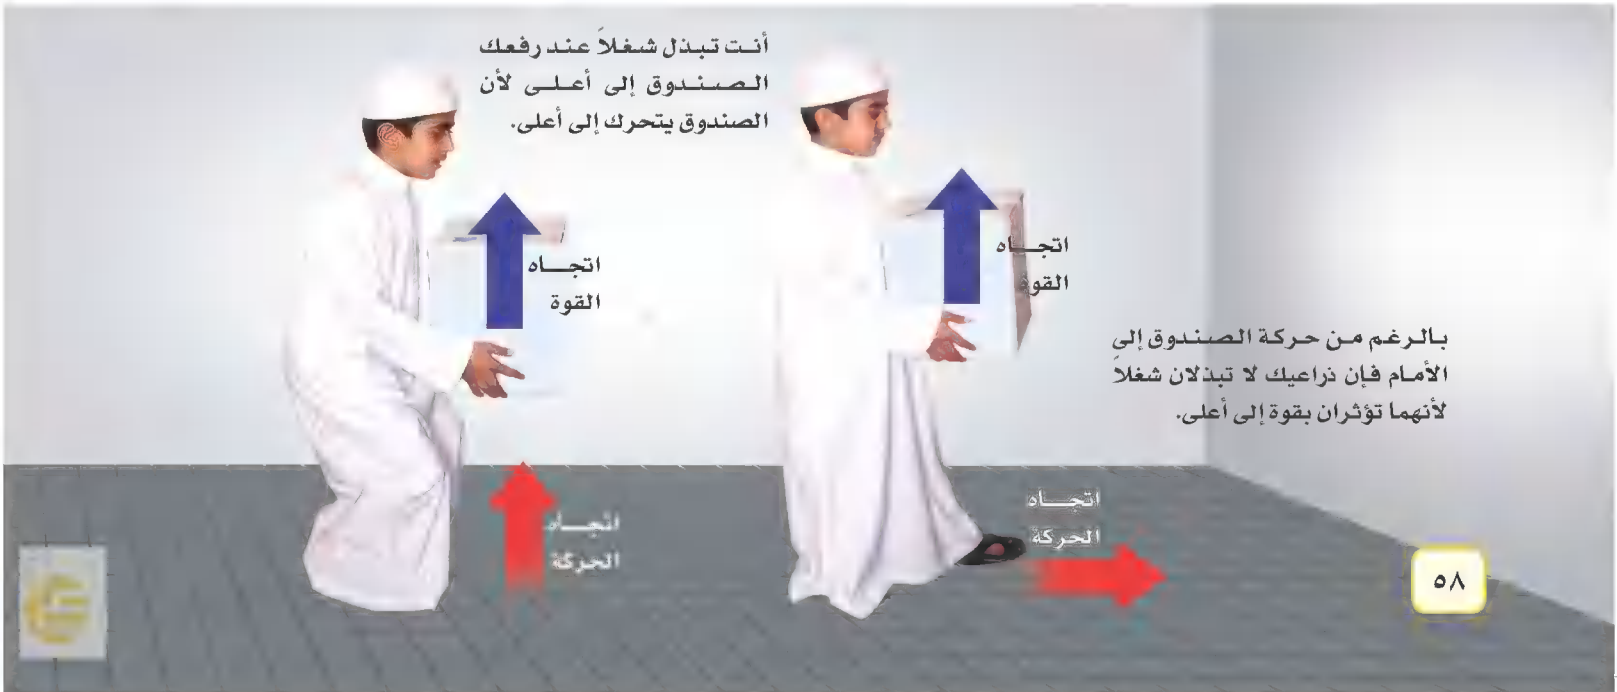 أنت تبذل شغلاً عند رفعك
الصندوق إلى أعلى لأن
الصندوق يتحرك إلى أعلى.
اتجاه
القوة
اتجاه
الحركة
اتجاه
القوة
بالرغم من حركة الصندوق إلى
الأمام فإن ذراعيك لا تبذلان شغلاً
لأنهما تؤثران بقوة إلى أعلى.
اتجاه
الحركة
٥٨